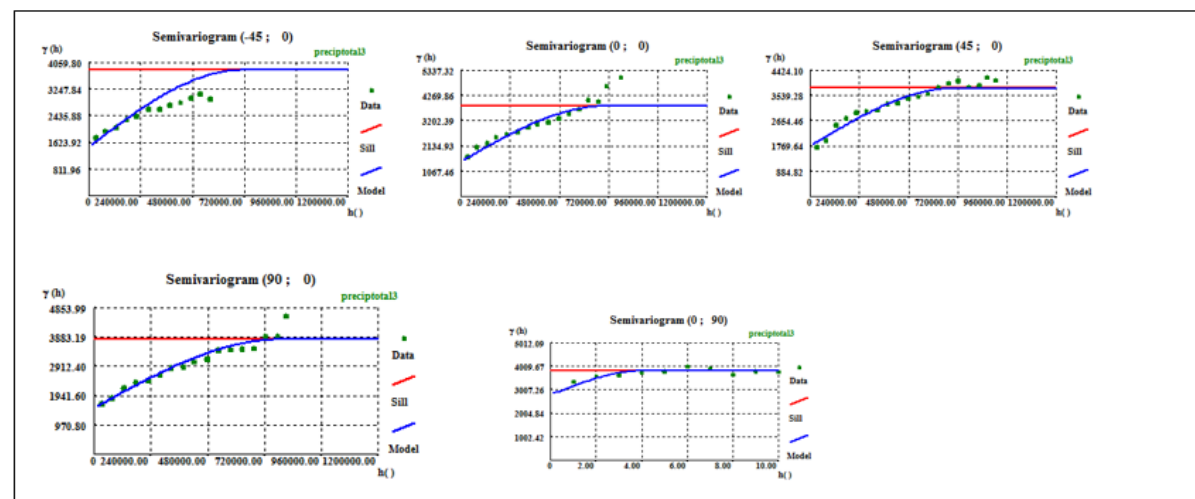 Semivariogram (-45 ; 0)
γ (h)
preciptotal3
4059.80
3247.84
2435.88
1623.92
811.96
0 240000.00 480000.00 720000.00 960000.00 1200000.00
h( )
Data
Sill
Model
Semivariogram (0 ; 0)
γ (h)
preciptotal3
5337.32
4269.86
3202.39
2134.93
1067.46
0 240000.00 480000.00 720000.00 960000.00 1200000.00
h( )
Data
Sill
Model
Semivariogram (45 ; 0)
γ (h)
preciptotal3
4424.10
3539.28
2654.46
1769.64
884.82
0 240000.00 480000.00 720000.00 960000.00 1200000.00
h( )
Data
Sill
Model
Semivariogram (90 ; 0)
γ (h)
preciptotal3
4853.99
3883.19
2912.40
1941.60
970.80
0 240000.00 480000.00 720000.00 960000.00 1200000.00
h( )
Data
Sill
Model
Semivariogram (0 ; 90)
γ (h)
preciptotal3
5012.09
4009.67
3007.26
2004.84
1002.42
0 2.00 4.00 6.00 8.00 10.00
h( )
Data
Sill
Model